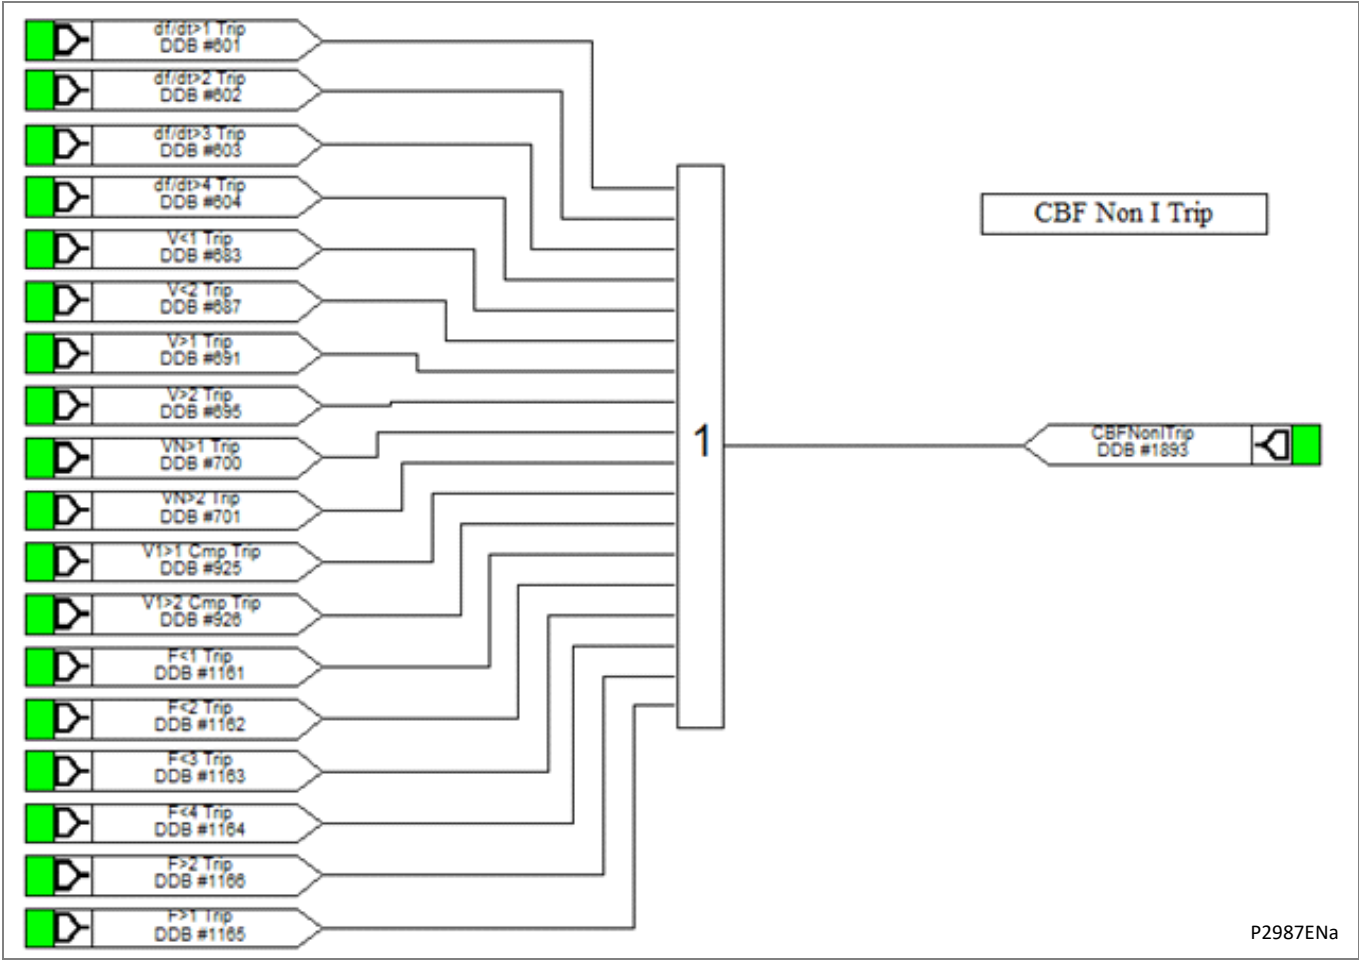 df/dt>1 Trip
DDB #601
df/dt>2 Trip
DDB #602
df/dt>3 Trip
DDB #603
df/dt>4 Trip
DDB #604
V<1 Trip
DDB #683
V<2 Trip
DDB #687
V>1 Trip
DDB #691
V>2 Trip
DDB #695
VN>1 Trip
DDB #700
VN>2 Trip
DDB #701
V1>1 Cmp Trip
DDB #925
V1>2 Cmp Trip
DDB #926
F<1 Trip
DDB #1161
F<2 Trip
DDB #1162
F<3 Trip
DDB #1163
F<4 Trip
DDB #1164
F>2 Trip
DDB #1166
F>1 Trip
DDB #1165
1
CBF Non I Trip
CBFNonITrip
DDB #1893
P2987ENa